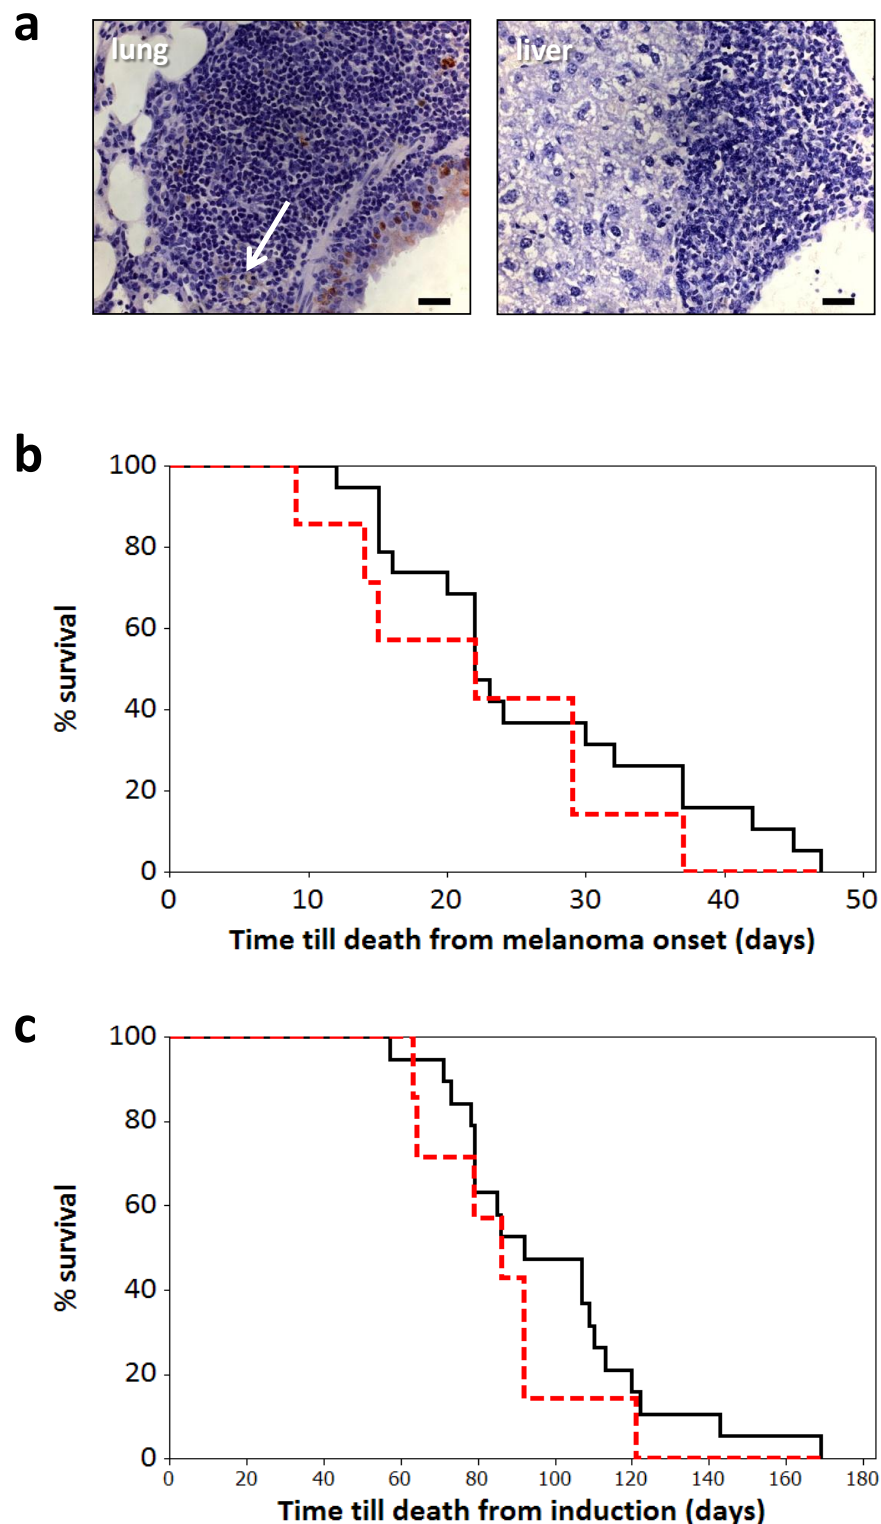 a
lung
liver
b
100
80
60
40
20
0
% survival
0 10 20 30 40 50
Time till death from melanoma onset (days)
c
100
80
60
40
20
0
% survival
0 20 40 60 80 100 120 140 160 180
Time till death from induction (days)